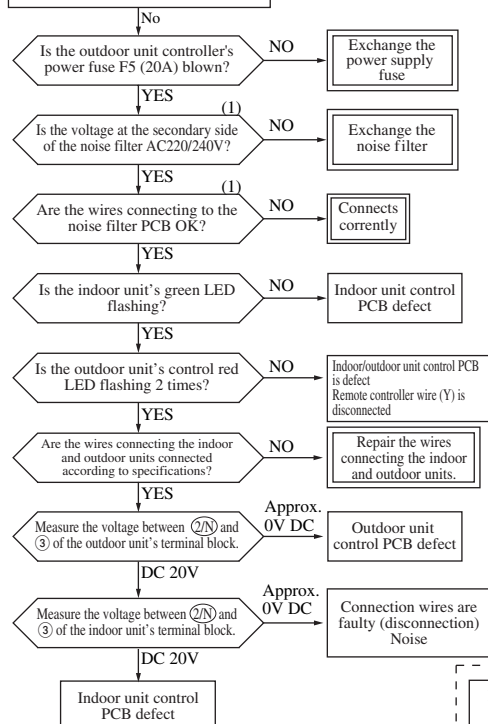 No
Is the outdoor unit controller's
power fuse F5 (20A) blown?
NO
Exchange the
power supply
fuse
YES
(1)
Is the voltage at the secondary side
of the noise filter AC220/240V?
NO
Exchange the
noise filter
YES
(1)
Are the wires connecting to the
noise filter PCB OK?
NO
Connects
corrently
YES
Is the indoor unit's green LED
flashing?
NO
Indoor unit control
PCB defect
YES
Is the outdoor unit's control red
LED flashing 2 times?
NO
Indoor/outdoor unit control PCB
is defect
Remote controller wire (Y) is
disconnected
YES
Are the wires connecting the indoor
and outdoor units connected
according to specifications?
NO
Repair the wires
connecting the indoor
and outdoor units.
YES
Measure the voltage between 2/N and
③ of the outdoor unit's terminal block.
Approx.
0V DC
Outdoor unit
control PCB defect
DC 20V
Measure the voltage between 2/N and
③ of the indoor unit's terminal block.
Approx.
0V DC
Connection wires are
faulty (disconnection)
Noise
DC 20V
Indoor unit control
PCB defect